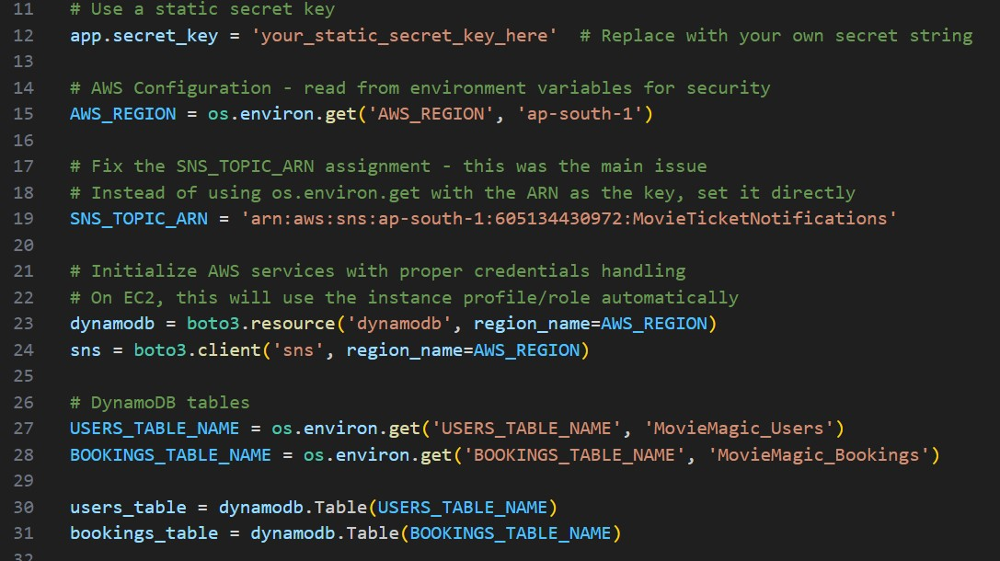 11 # Use a static secret key
12 app.secret_key = 'your_static_secret_key_here'  # Replace with your own secret string
13
14 # AWS Configuration - read from environment variables for security
15 AWS_REGION = os.environ.get('AWS_REGION', 'ap-south-1')
16
17 # Fix the SNS_TOPIC_ARN assignment - this was the main issue
18 # Instead of using os.environ.get with the ARN as the key, set it directly
19 SNS_TOPIC_ARN = 'arn:aws:sns:ap-south-1:605134430972:MovieTicketNotifications'
20
21 # Initialize AWS services with proper credentials handling
22 # On EC2, this will use the instance profile/role automatically
23 dynamodb = boto3.resource('dynamodb', region_name=AWS_REGION)
24 sns = boto3.client('sns', region_name=AWS_REGION)
25
26 # DynamoDB tables
27 USERS_TABLE_NAME = os.environ.get('USERS_TABLE_NAME', 'MovieMagic_Users')
28 BOOKINGS_TABLE_NAME = os.environ.get('BOOKINGS_TABLE_NAME', 'MovieMagic_Bookings')
29
30 users_table = dynamodb.Table(USERS_TABLE_NAME)
31 bookings_table = dynamodb.Table(BOOKINGS_TABLE_NAME)
32